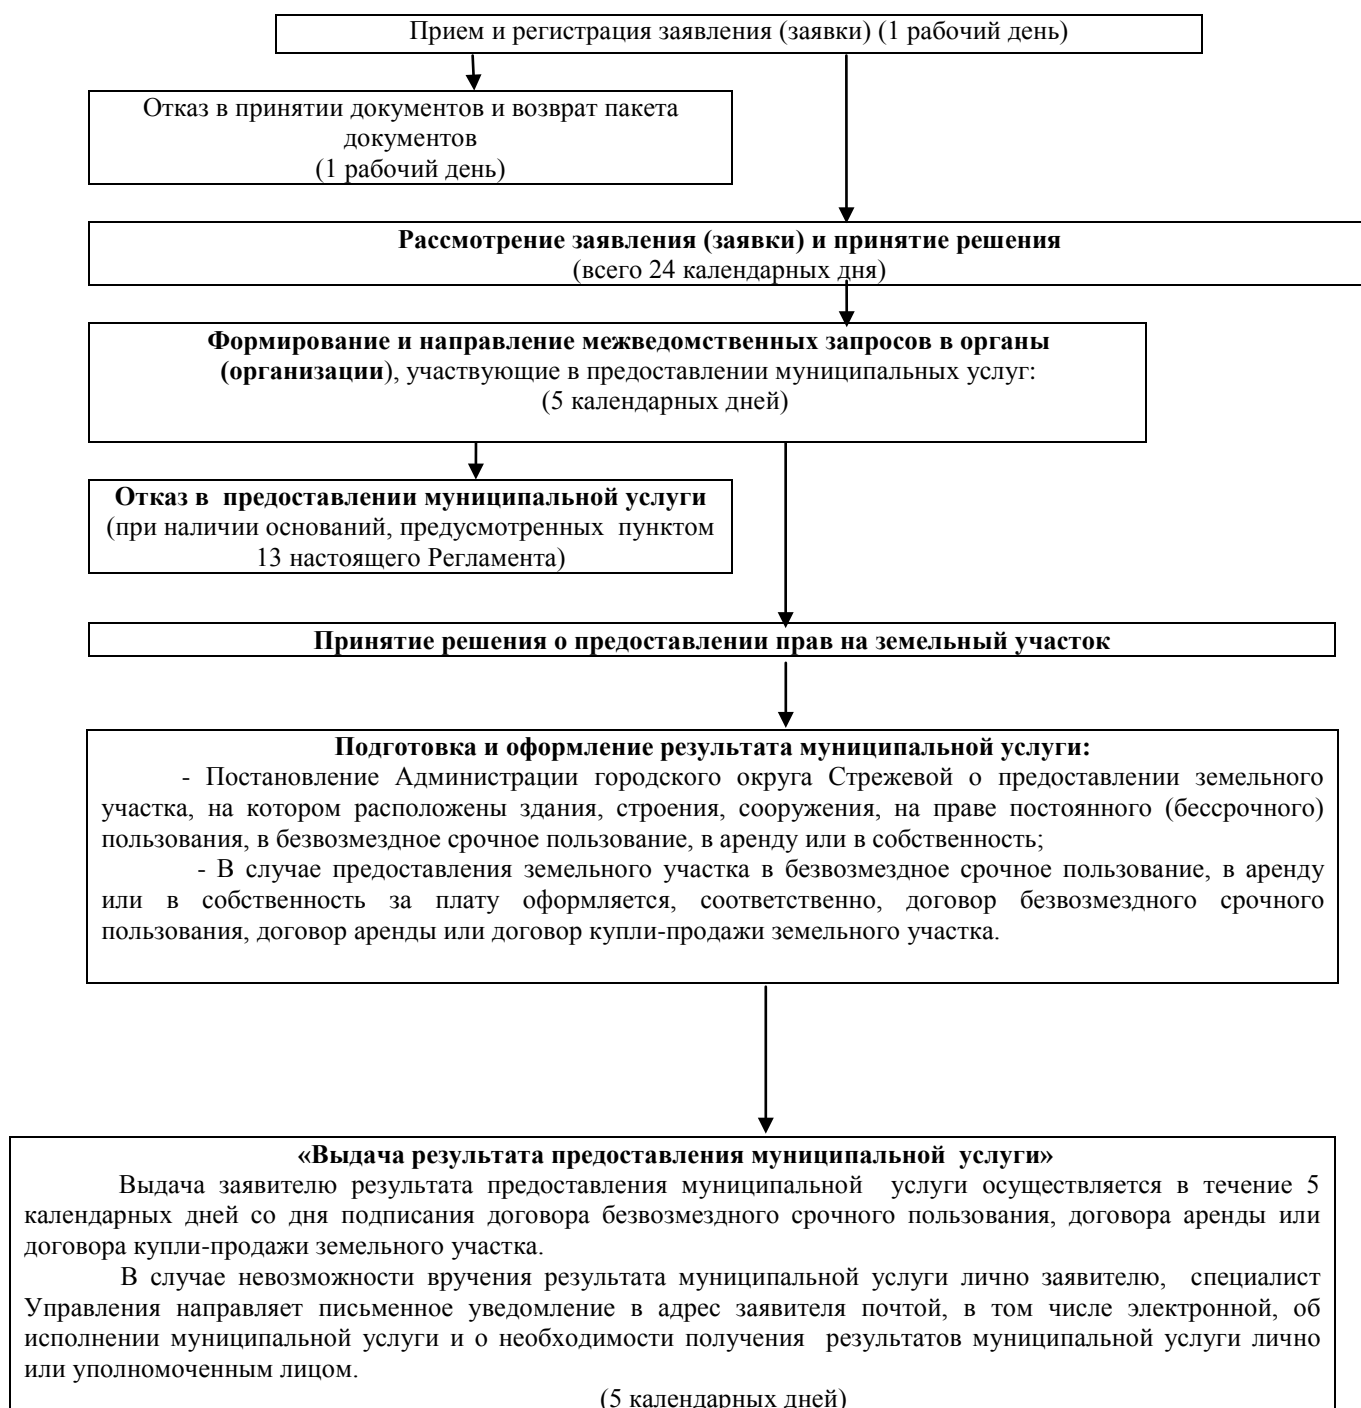 Прием и регистрация заявления (заявки) (1 рабочий день)
Отказ в принятии документов и возврат пакета
документов
(1 рабочий день)
Рассмотрение заявления (заявки) и принятие решения
(всего 24 календарных дня)
Формирование и направление межведомственных запросов в органы
(организации), участвующие в предоставлении муниципальных услуг:
(5 календарных дней)
Отказ в предоставлении муниципальной услуги
(при наличии оснований, предусмотренных пунктом
13 настоящего Регламента)
Принятие решения о предоставлении прав на земельный участок
Подготовка и оформление результата муниципальной услуги:
- Постановление Администрации городского округа Стрежевой о предоставлении земельного
участка, на котором расположены здания, строения, сооружения, на праве постоянного (бессрочного)
пользования, в безвозмездное срочное пользование, в аренду или в собственность;
- В случае предоставления земельного участка в безвозмездное срочное пользование, в аренду
или в собственность за плату оформляется, соответственно, договор безвозмездного срочного
пользования, договор аренды или договор купли-продажи земельного участка.
«Выдача результата предоставления муниципальной услуги»
Выдача заявителю результата предоставления муниципальной услуги осуществляется в течение 5
календарных дней со дня подписания договора безвозмездного срочного пользования, договора аренды или
договора купли-продажи земельного участка.
В случае невозможности вручения результата муниципальной услуги лично заявителю, специалист
Управления направляет письменное уведомление в адрес заявителя почтой, в том числе электронной, об
исполнении муниципальной услуги и о необходимости получения результатов муниципальной услуги лично
или уполномоченным лицом.
(5 календарных дней)